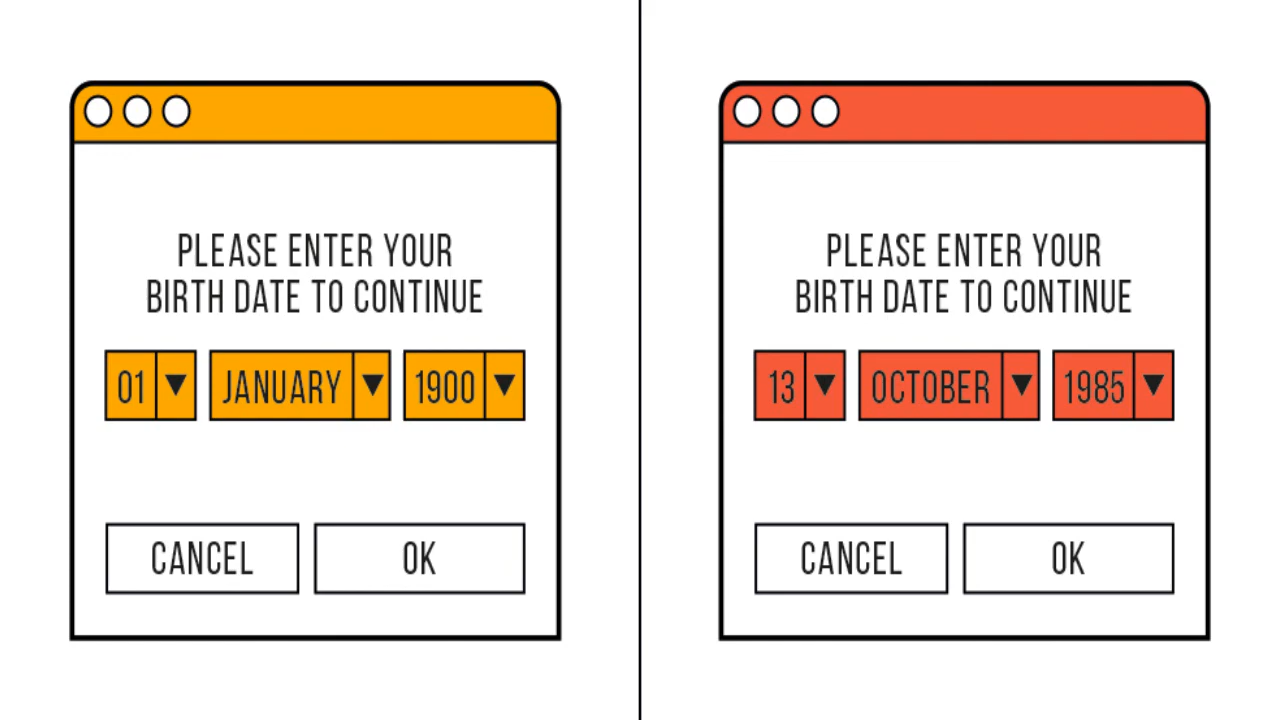 PLEASE ENTER YOUR
BIRTH DATE TO CONTINUE
01 JANUARY 1900
CANCEL OK
PLEASE ENTER YOUR
BIRTH DATE TO CONTINUE
13 OCTOBER 1985
CANCEL OK